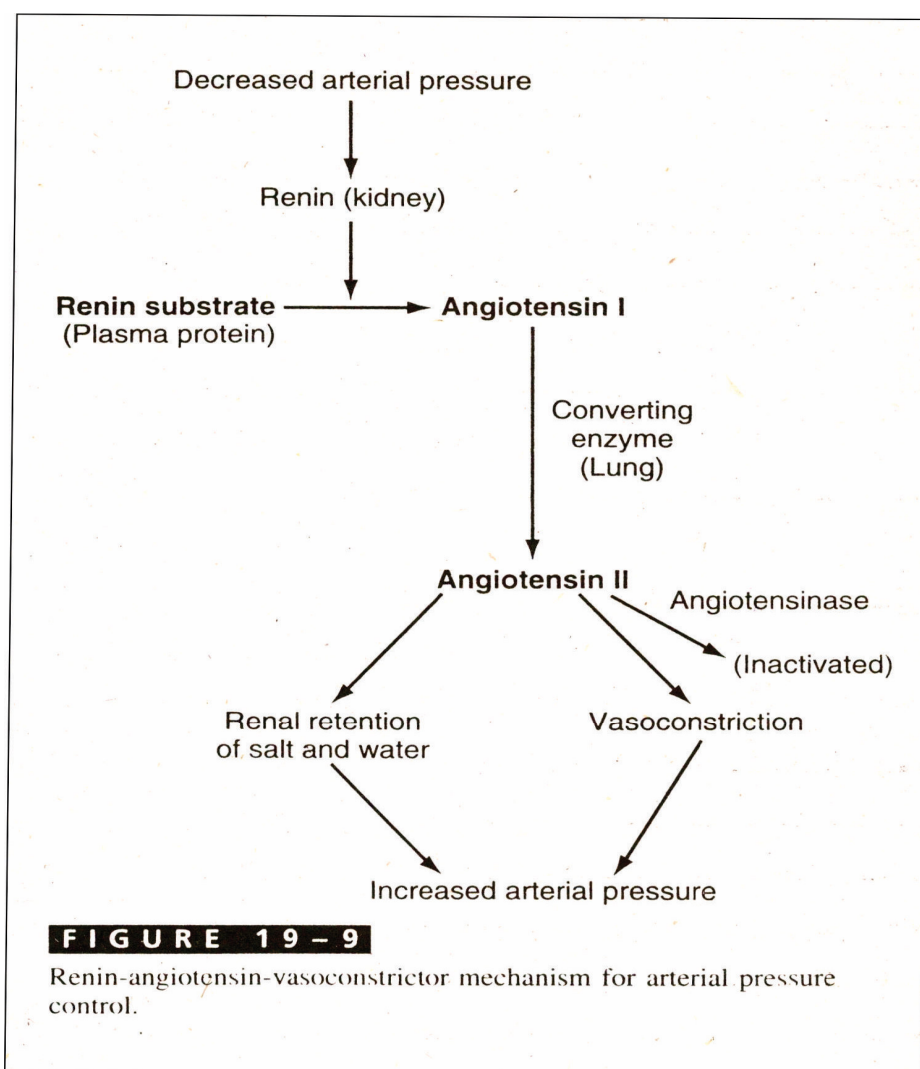 Decreased arterial pressure
Renin (kidney)
Renin substrate
(Plasma protein)
Angiotensin I
Converting
enzyme
(Lung)
Angiotensin II
Angiotensinase
(Inactivated)
Renal retention
of salt and water
Vasoconstriction
Increased arterial pressure
FIGURE 19–9
Renin-angiotensin-vasoconstrictor mechanism for arterial pressure
control.